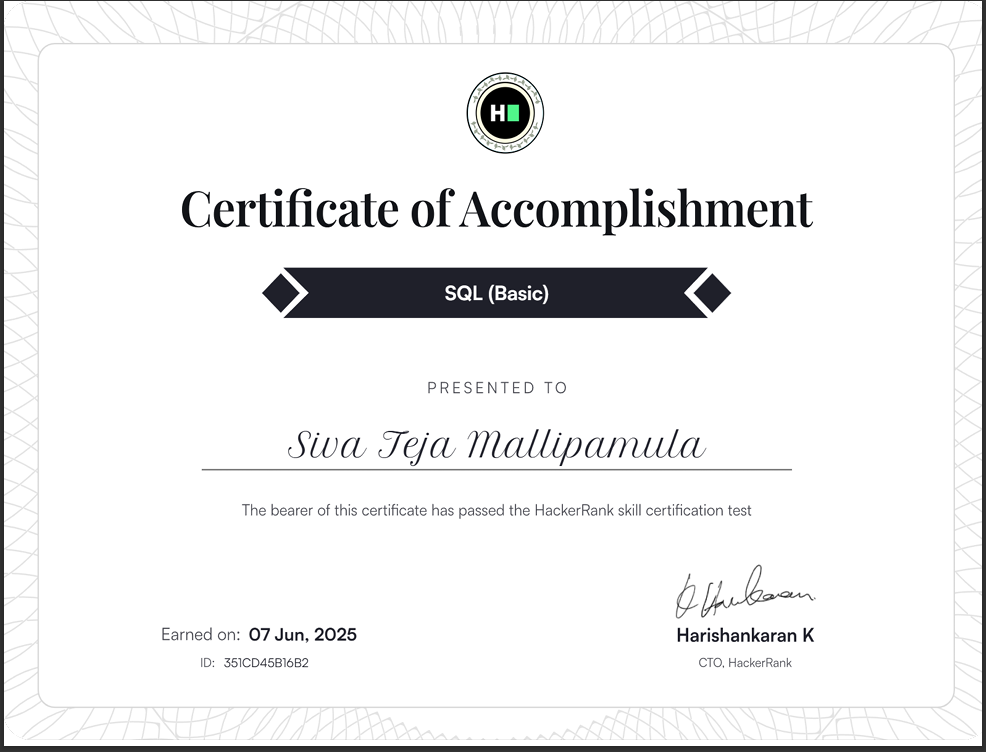 H
Certificate of Accomplishment
SQL (Basic)
PRESENTED TO
Siva Teja Mallipamula
The bearer of this certificate has passed the HackerRank skill certification test
Earned on: 07 Jun, 2025
ID: 351CD45B16B2
Harishankaran K
CTO, HackerRank